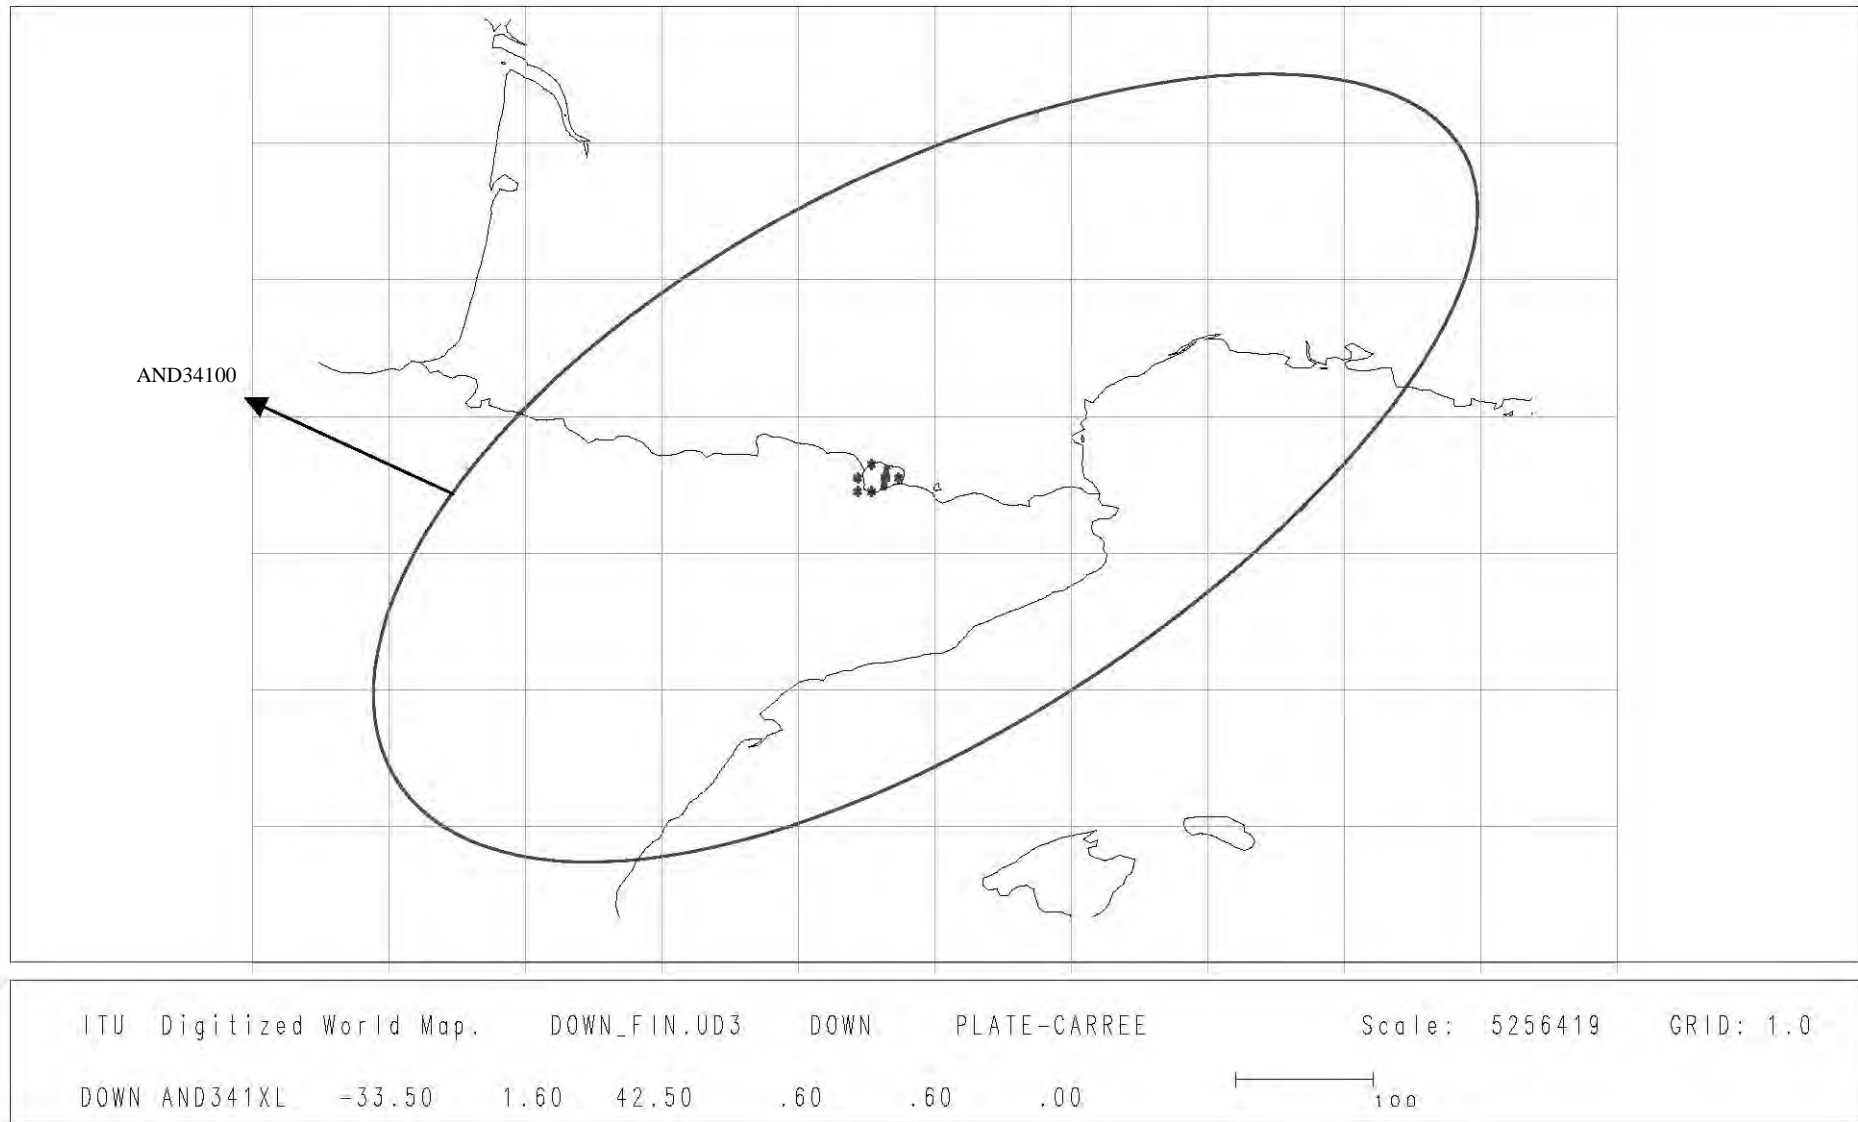 AND34100
ITU Digitized World Map. DOWN_FIN.UD3 DOWN PLATE-CARREE Scale: 5256419 GRID: 1.0
DOWN AND341XL -33.50 1.60 42.50 .60 .60 .00 100